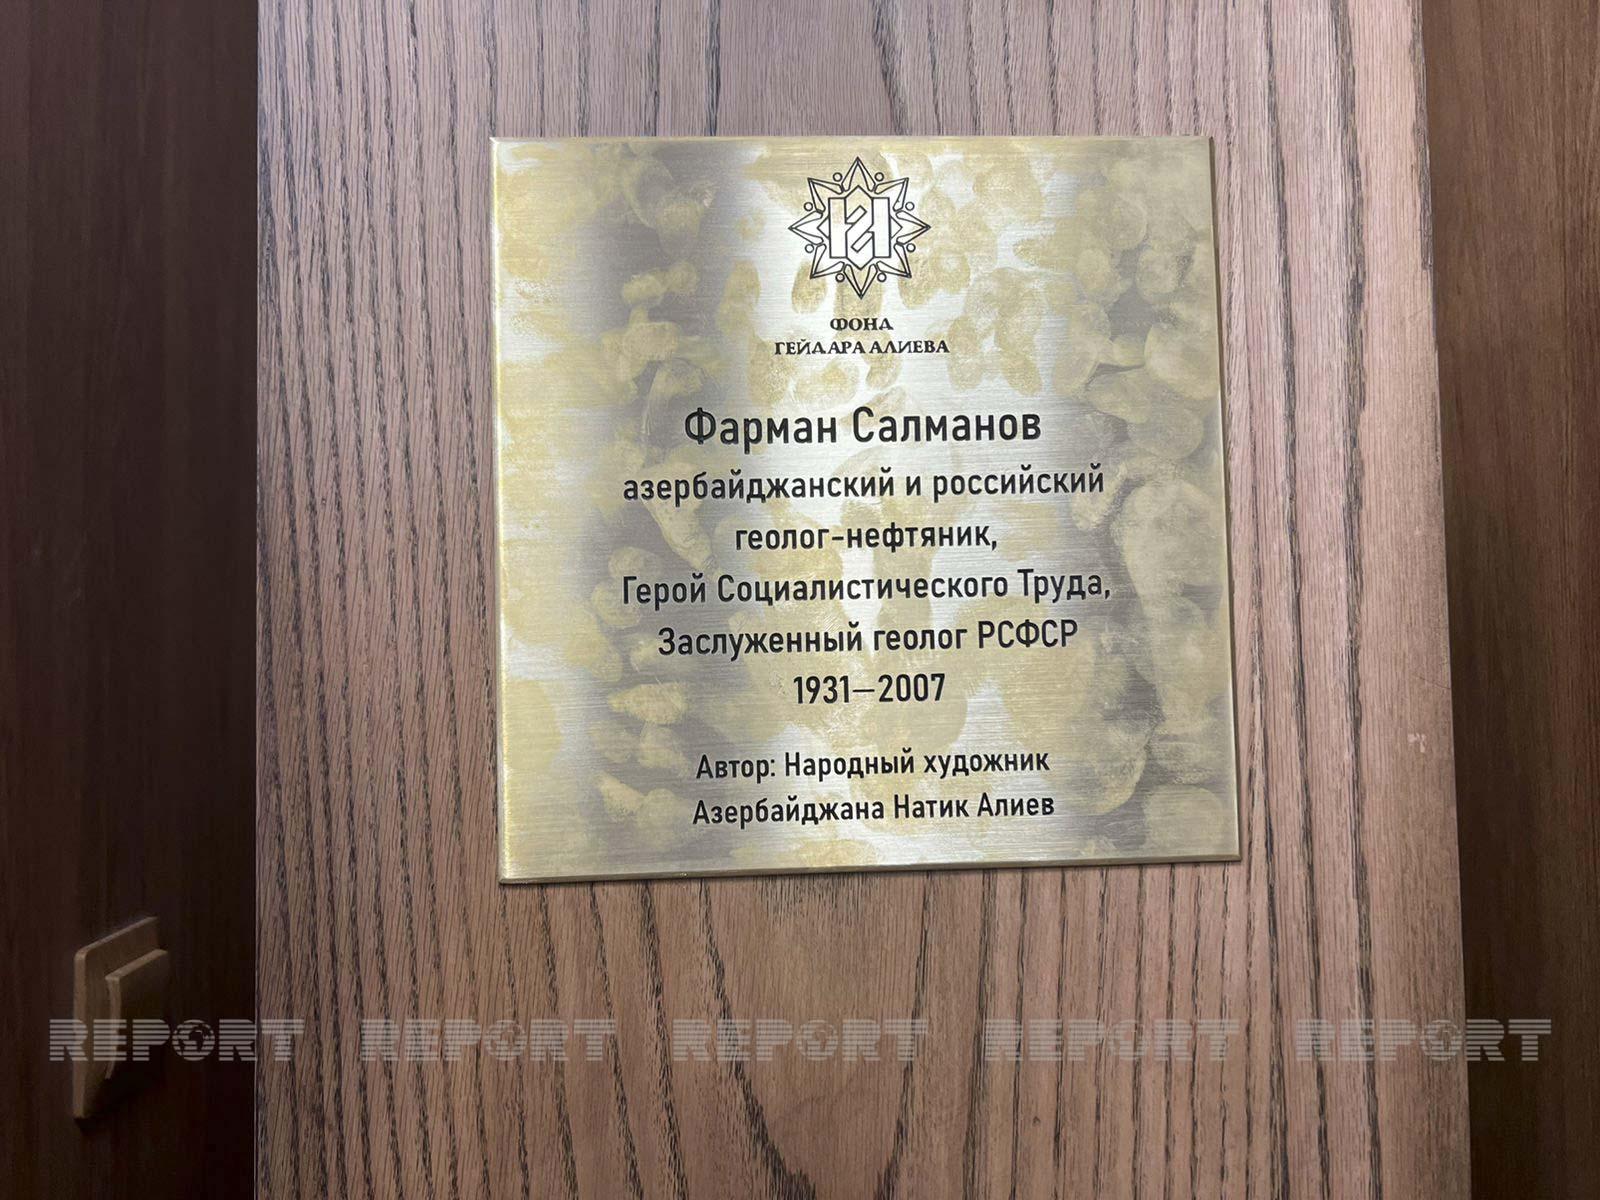 ФОНД
ГЕЙДАРА АЛИЕВА
Фарман Салманов
азербайджанский и российский
геолог-нефтяник,
Герой Социалистического Труда,
Заслуженный геолог РСФСР
1931–2007
Автор: Народный художник
Азербайджана Натик Алиев
REPORT REPORT REPORT REPORT REPORT